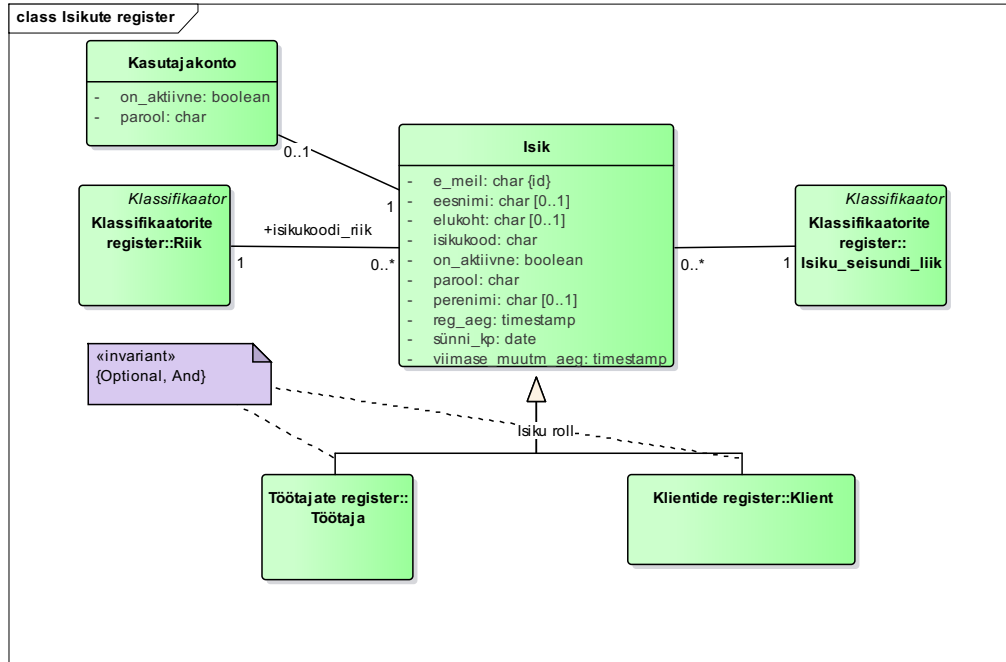 class Isikute register
Kasutajakonto
- on_aktiivne: boolean
- parool: char
0..1
1
Isik
- e_meil: char {id}
- eesnimi: char [0..1]
- elukoht: char [0..1]
- isikukood: char
- on_aktiivne: boolean
- parool: char
- perenimi: char [0..1]
- reg_aeg: timestamp
- sünni_kp: date
- viimase_muutm_aeg: timestamp
Klassifikaator
Klassifikaatorite
register::Riik
+isikukoodi_riik
1
0..*
Klassifikaator
Klassifikaatorite
register::
Isiku_seisundi_liik
0..*
1
«invariant»
{Optional, And}
Isiku roll
Töötajate register::
Töötaja
Klientide register::Klient